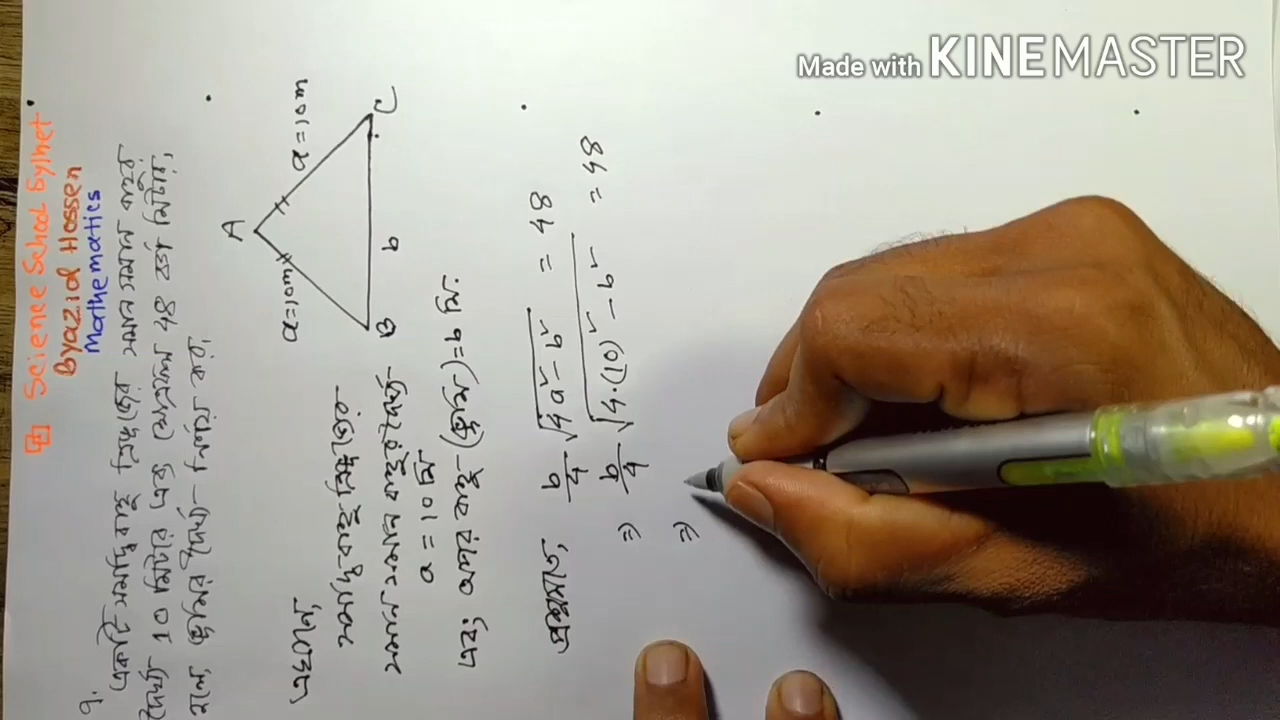 Made with KINEMASTER
Science School Sylhet
Byazid Hossen
Mathematics
9. একটি সমদ্বিবাহু ত্রিভুজের সমান সমান বাহুর
দৈর্ঘ্য 10 মিটার এবং ক্ষেত্রফল 48 বর্গ মিটার,
হলে ভূমির দৈর্ঘ্য নির্ণয় কর,
A
a=10m
a=10m
B
b
C
দেওয়া,
সমদ্বিবাহু ত্রিভুজের
সমান সমান বাহুর দৈর্ঘ্য
a = 10 মি
এবং অপর বাহু (ভূমি)=b মি.
প্রশ্নমতে, b/4 √4a²-b² = 48
⇒ b/4 √4·(10)²-b² = 48
⇒